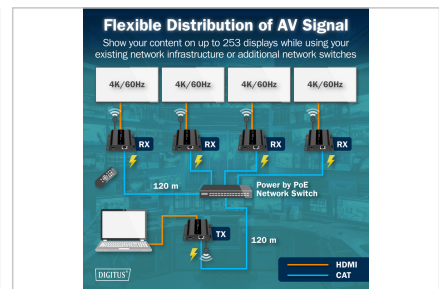 Flexible Distribution of AV Signal
Show your content on up to 253 displays while using your
existing network infrastructure or additional network switches
4K/60Hz
4K/60Hz
4K/60Hz
4K/60Hz
RX
RX
RX
RX
120 m
Power by PoE
Network Switch
TX
120 m
DIGITUS
HDMI
CAT